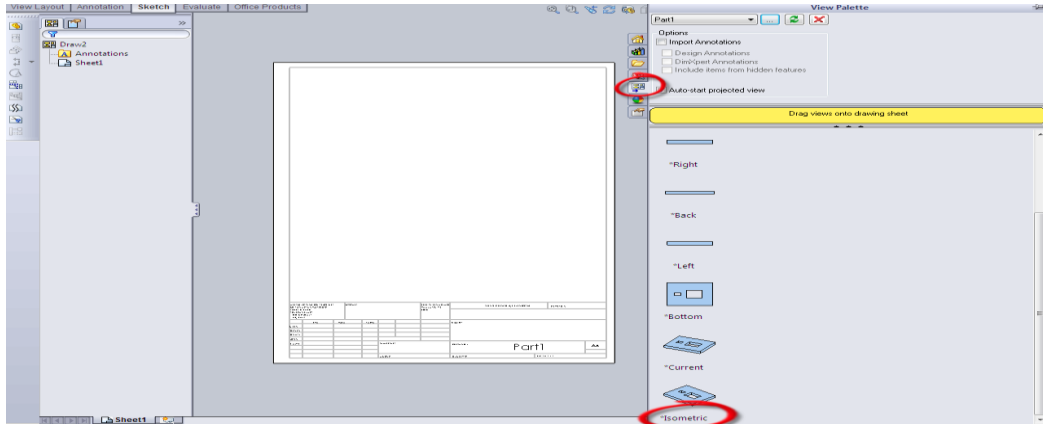 View Layout Annotation Sketch Evaluate Office Products
Draw2
Annotations
Sheet1
Part1
A4
Sheet1
View Palette
Part1
Options
Import Annotations
Design Annotations
DimXpert Annotations
Include items from hidden features
Auto-start projected view
Drag views onto drawing sheet
*Right
*Back
*Left
*Bottom
*Current
*Isometric